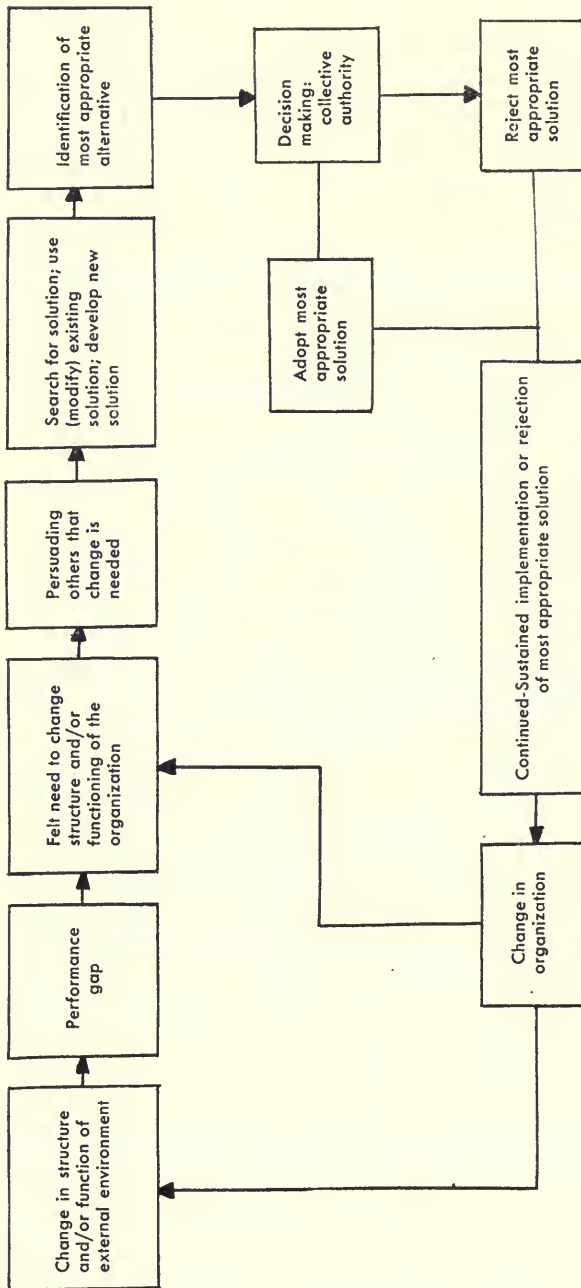 Change in structure
and/or function of
external environment
Performance
gap
Felt need to change
structure and/or
functioning of the
organization
Persuading
others that
change is
needed
Search for solution; use
(modify) existing
solution; develop new
solution
Identification of
most appropriate
alternative
Decision
making:
collective
authority
Adopt most
appropriate
solution
Reject most
appropriate
solution
Continued-Sustained implementation or rejection
of most appropriate solution
Change in
organization